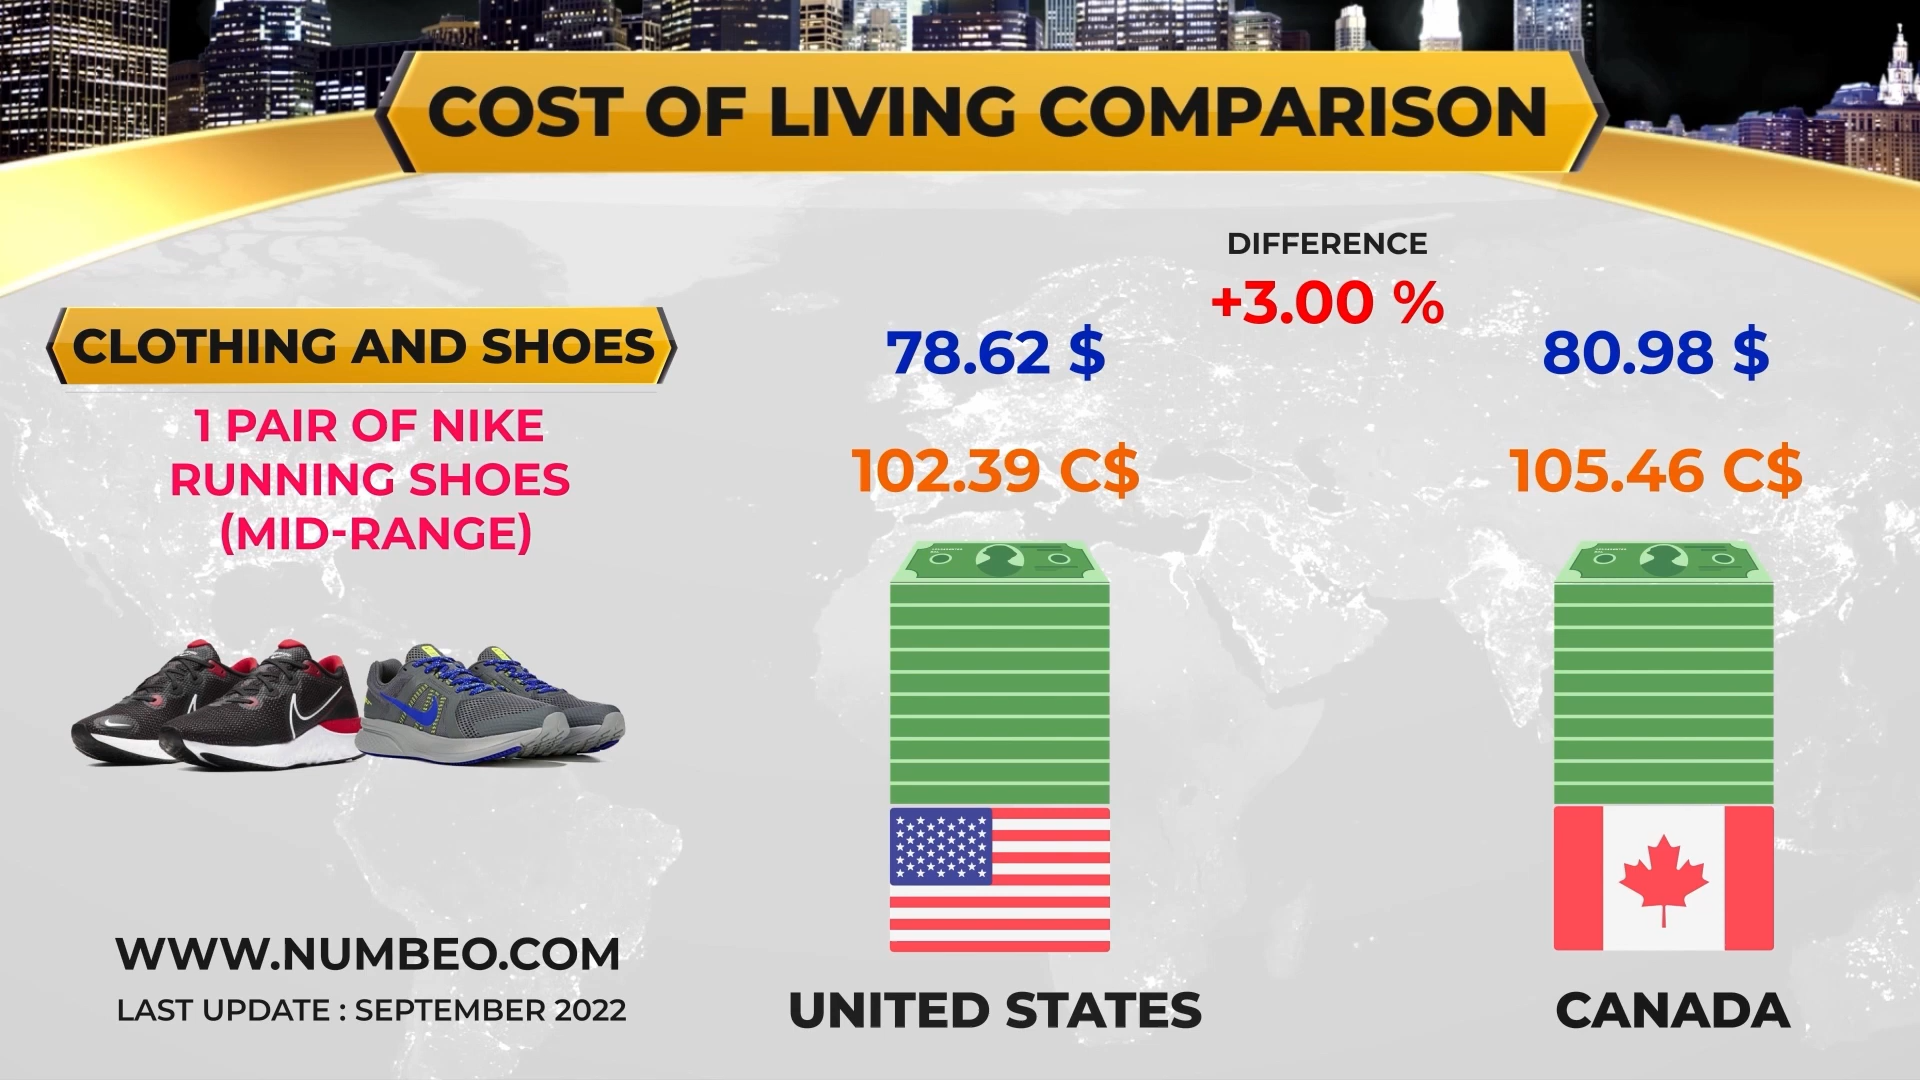 COST OF LIVING COMPARISON
DIFFERENCE
+3.00 %
CLOTHING AND SHOES
78.62 $
80.98 $
1 PAIR OF NIKE
RUNNING SHOES
(MID-RANGE)
102.39 C$
105.46 C$
WWW.NUMBEO.COM
LAST UPDATE : SEPTEMBER 2022
UNITED STATES
CANADA